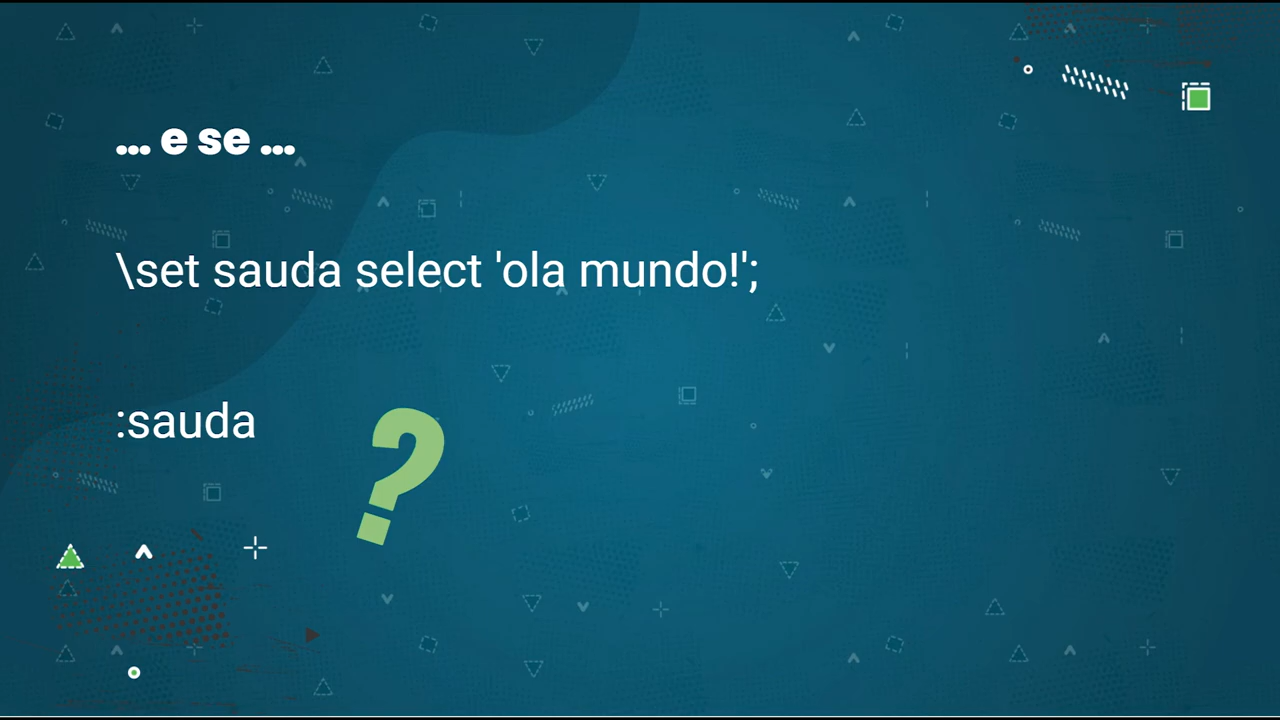 ... e se ...
\set sauda select 'ola mundo!';
:sauda
?